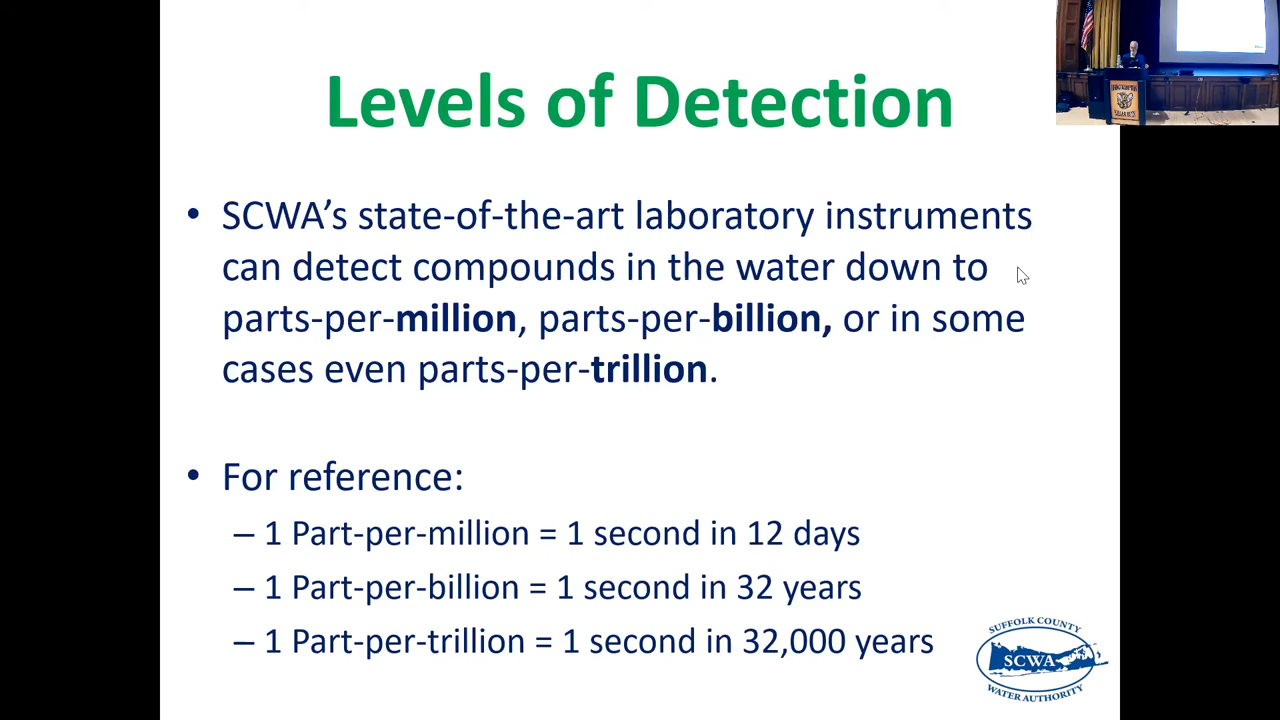 Levels of Detection
• SCWA’s state-of-the-art laboratory instruments
can detect compounds in the water down to
parts-per-million, parts-per-billion, or in some
cases even parts-per-trillion.
• For reference:
– 1 Part-per-million = 1 second in 12 days
– 1 Part-per-billion = 1 second in 32 years
– 1 Part-per-trillion = 1 second in 32,000 years
SUFFOLK COUNTY
SCWA
WATER AUTHORITY